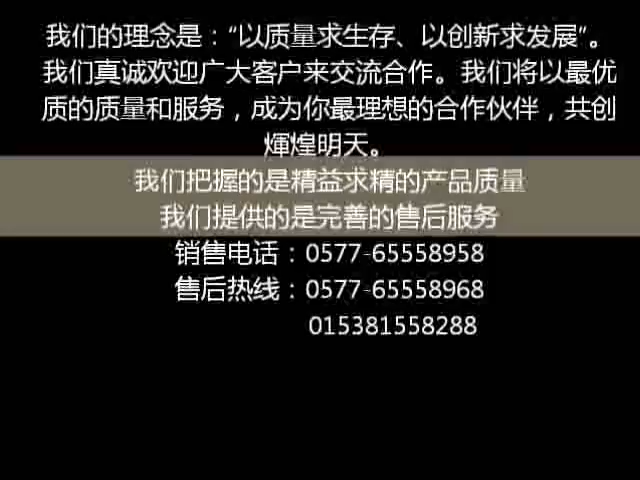 我们的理念是：“以质量求生存、以创新求发展”。
我们真诚欢迎广大客户来交流合作。我们将以最优
质的质量和服务，成为你最理想的合作伙伴，共创
煇煌明天。
我们把握的是精益求精的产品质量
我们提供的是完善的售后服务
销售电话：0577-65558958
售后热线：0577-65558968
015381558288